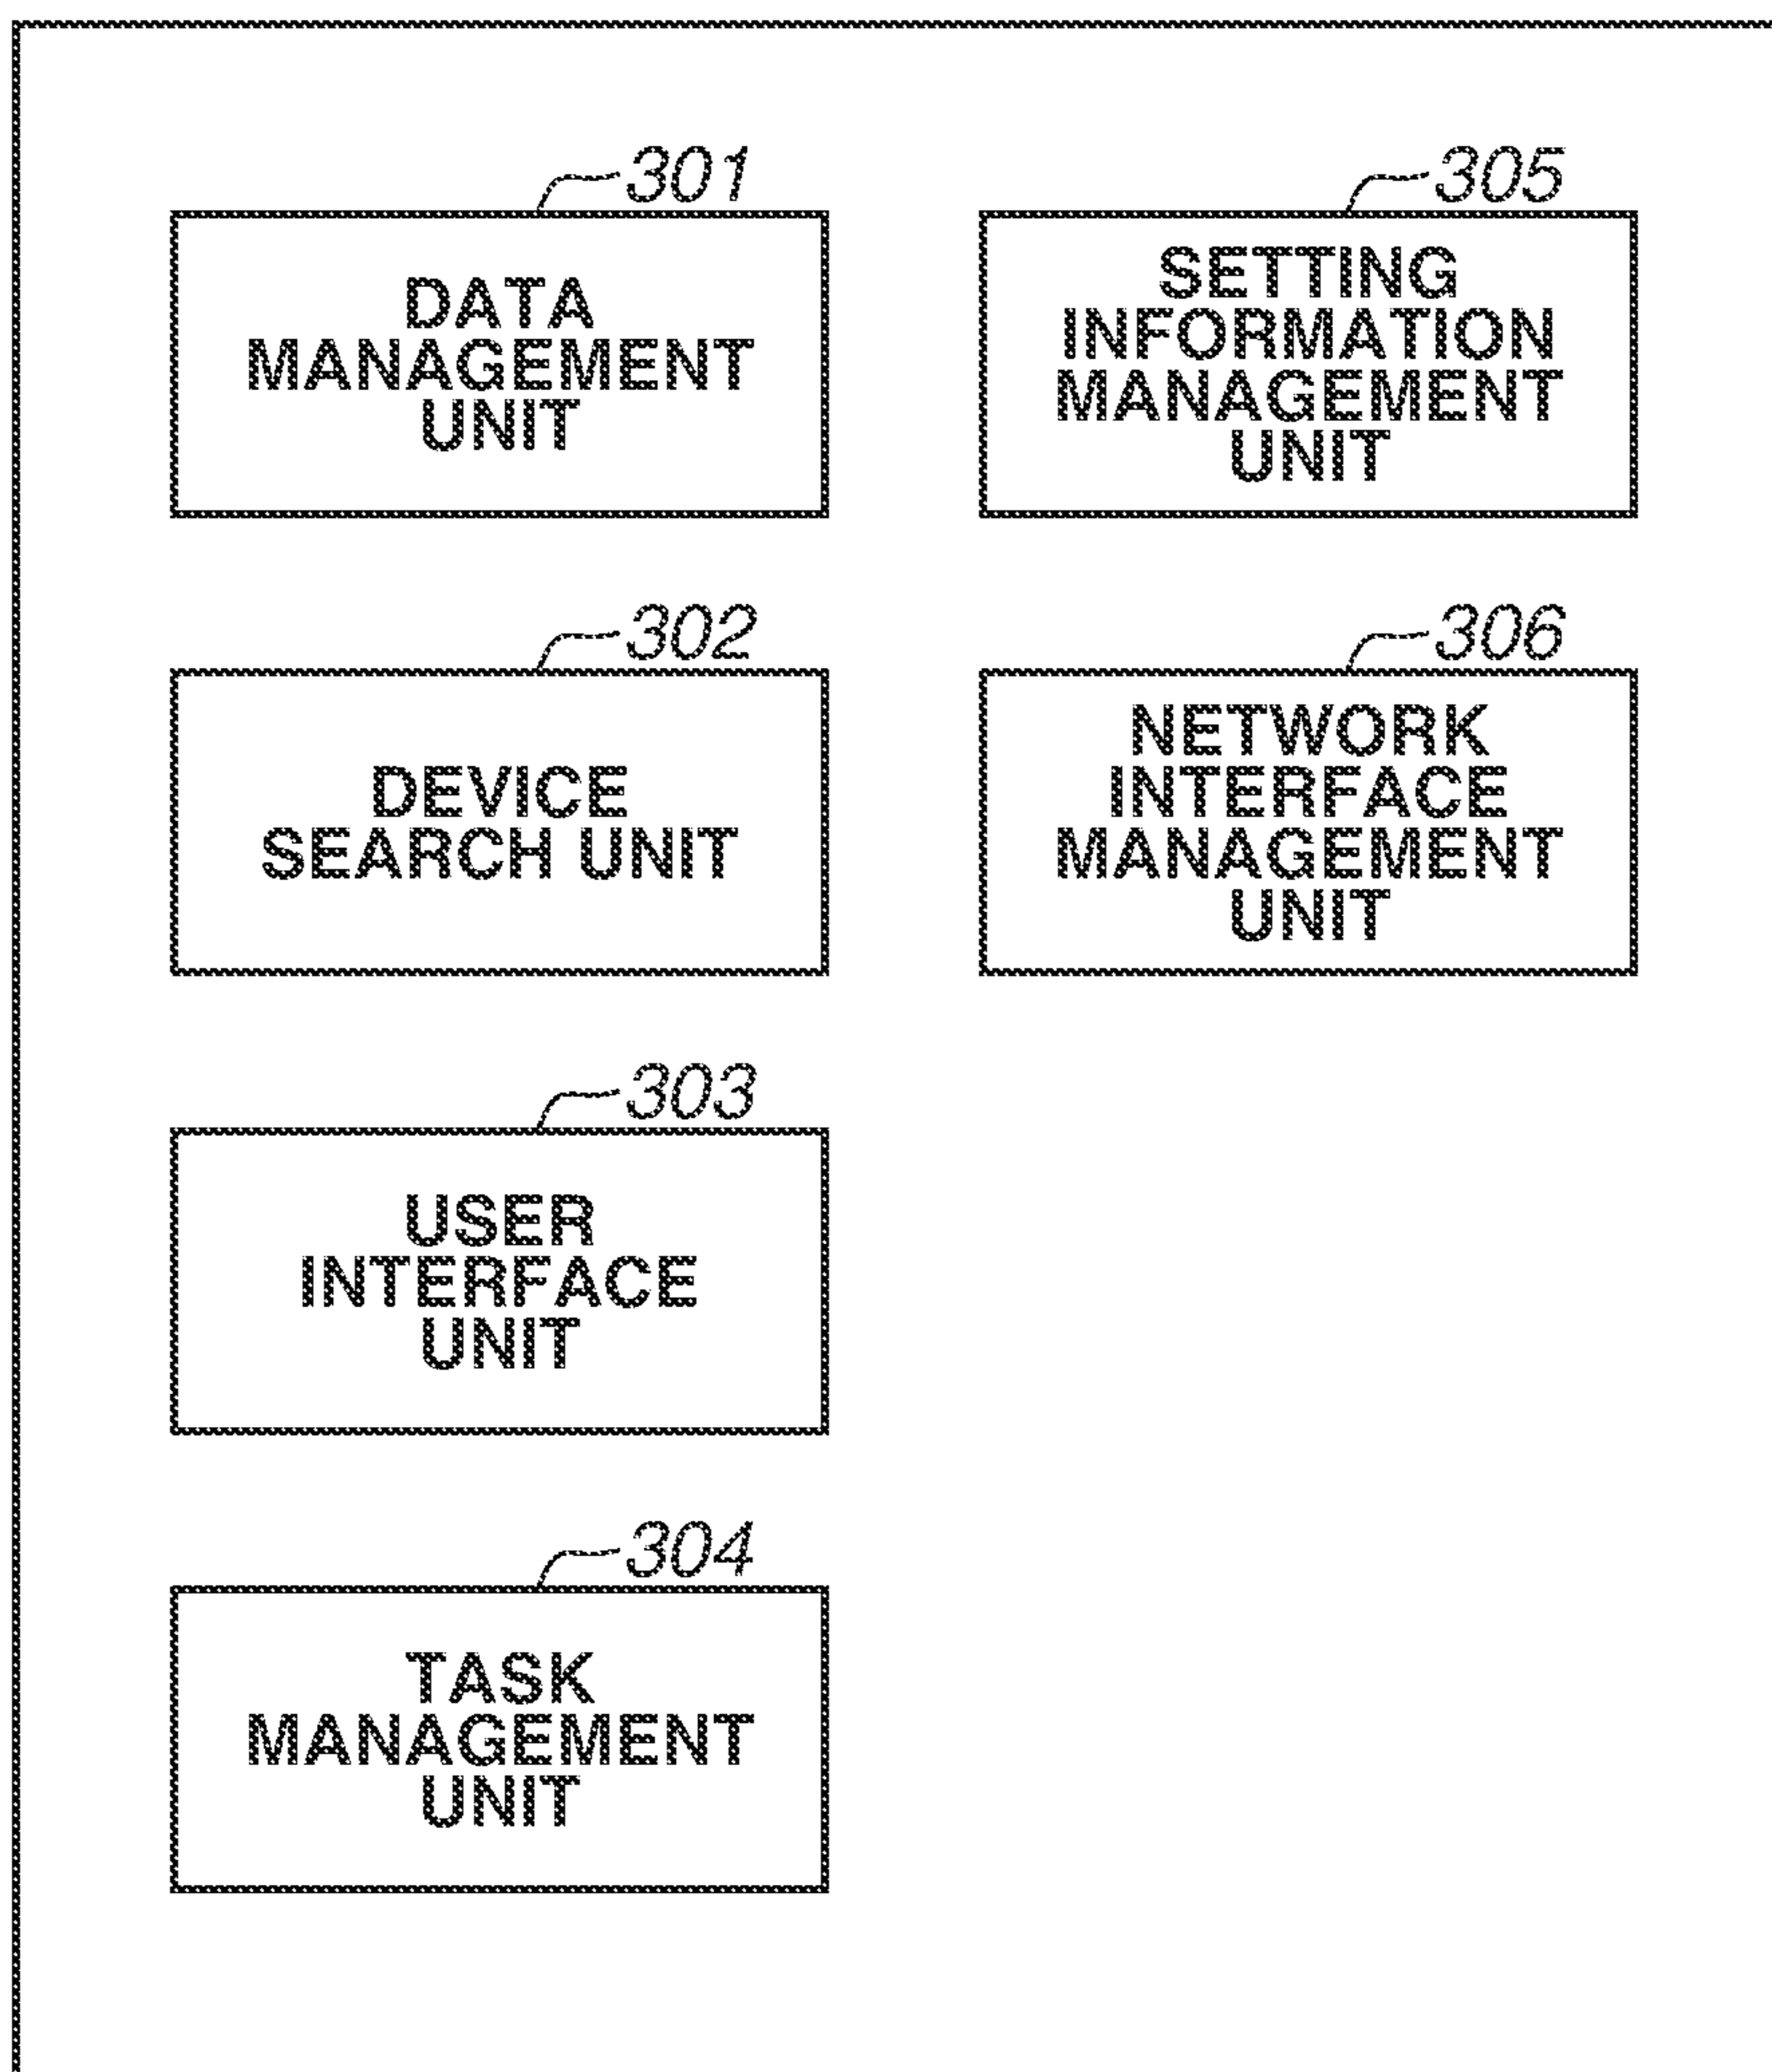 301
DATA
MANAGEMENT
UNIT
302
DEVICE
SEARCH UNIT
303
USER
INTERFACE
UNIT
304
TASK
MANAGEMENT
UNIT
305
SETTING
INFORMATION
MANAGEMENT
UNIT
306
NETWORK
INTERFACE
MANAGEMENT
UNIT